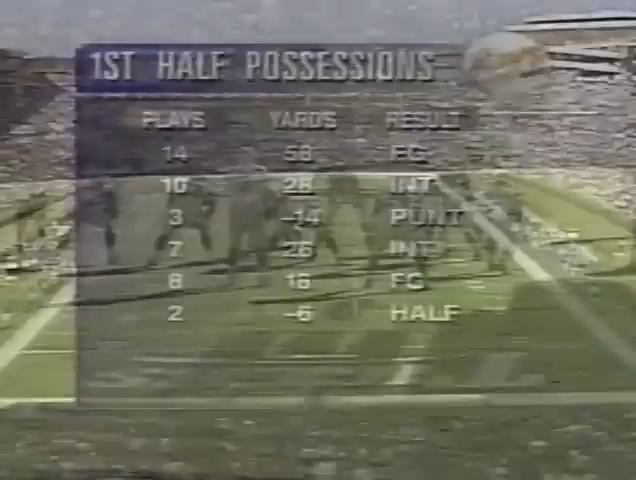 1ST HALF POSSESSIONS
PLAYS YARDS RESULT
14 58 FG
10 26 INT
3 -14 PUNT
7 26 INT
8 16 FG
2 -6 HALF